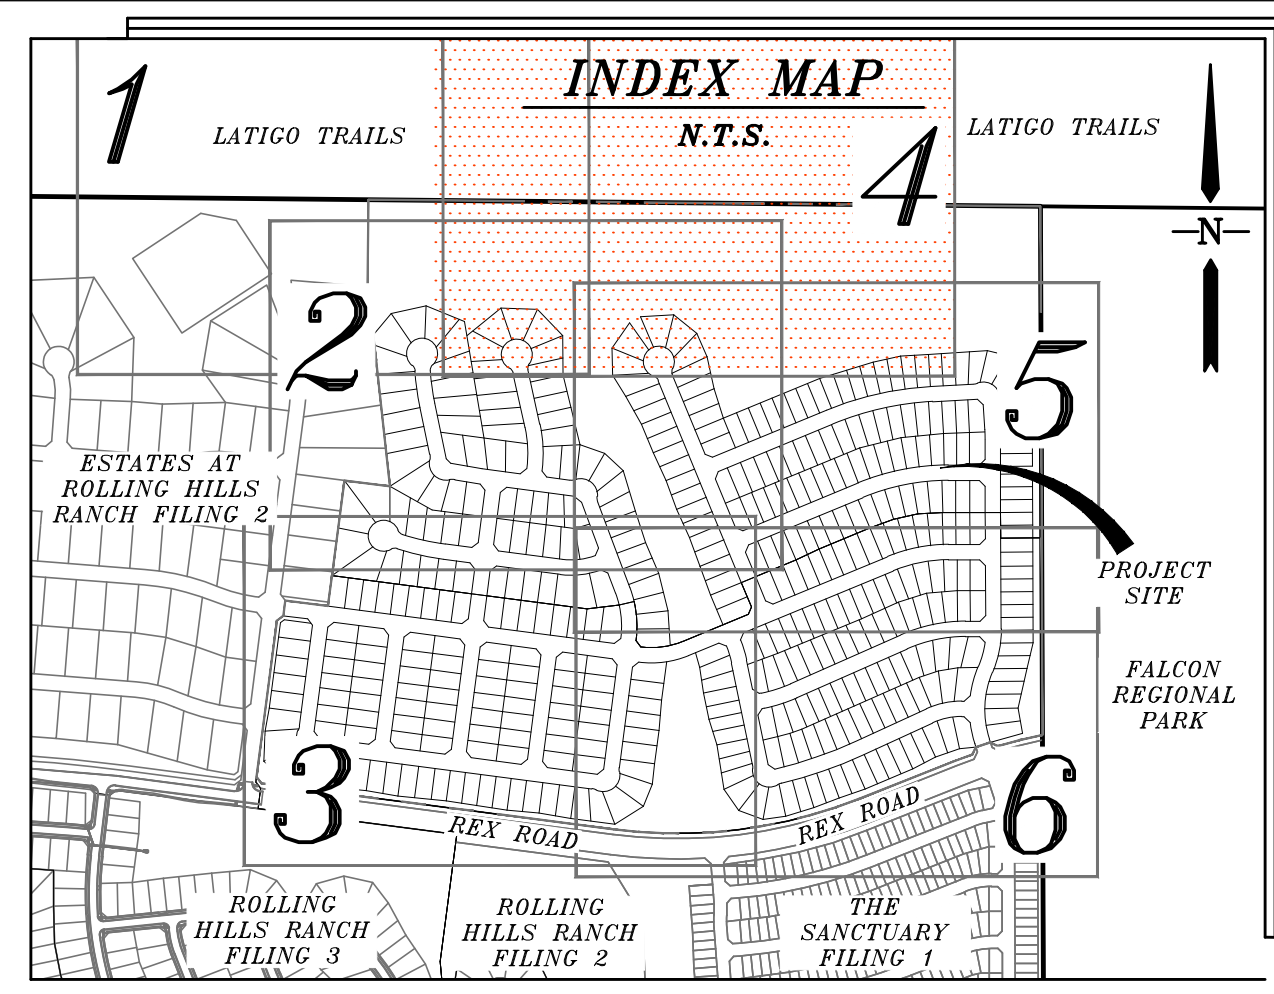 INDEX MAP
N.T.S.
1
LATIGO TRAILS
4
LATIGO TRAILS
N
2
5
ESTATES AT
ROLLING HILLS
RANCH FILING 2
PROJECT
SITE
FALCON
REGIONAL
PARK
3
6
REX ROAD
REX ROAD
ROLLING
HILLS RANCH
FILING 3
ROLLING
HILLS RANCH
FILING 2
THE
SANCTUARY
FILING 1